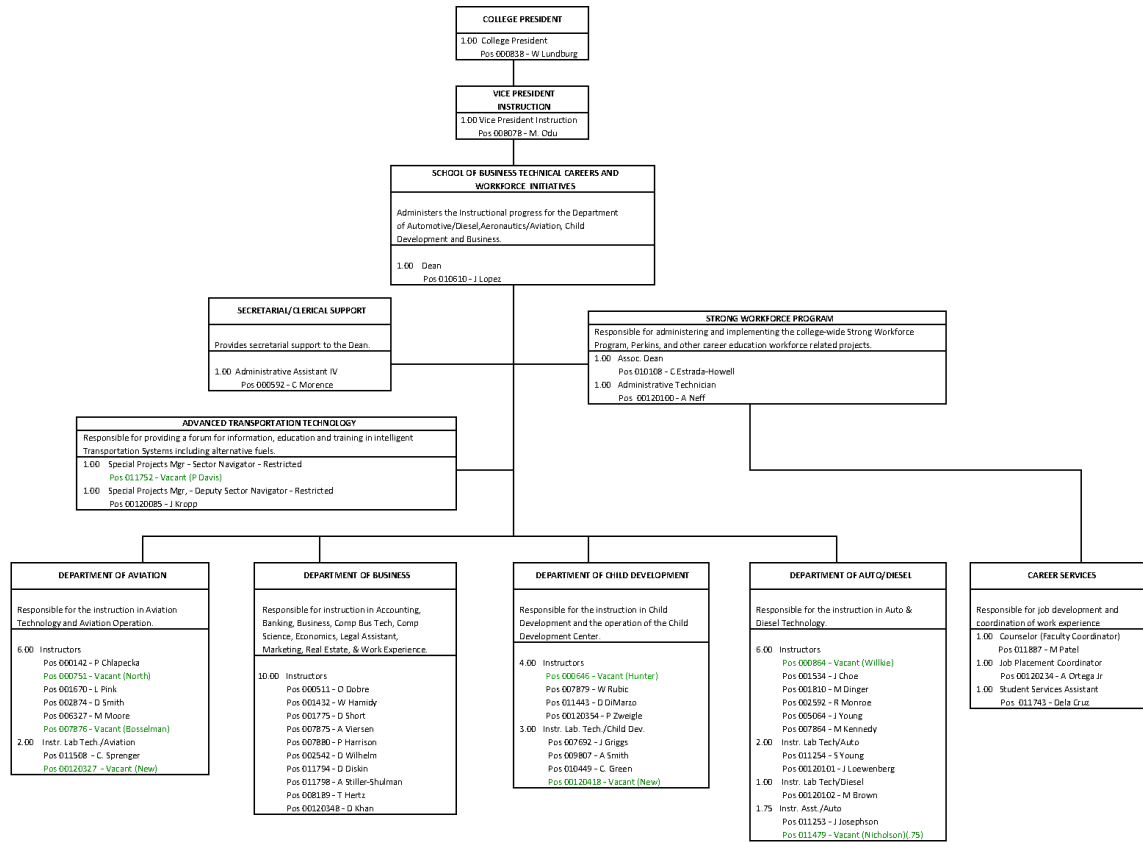 COLLEGE PRESIDENT
1.00 College President
Pos 000838 - W Lundburg
VICE PRESIDENT
INSTRUCTION
1.00 Vice President Instruction
Pos 008078 - M. Odu
SCHOOL OF BUSINESS TECHNICAL CAREERS AND
WORKFORCE INITIATIVES
Administers the Instructional progress for the Department
of Automotive/Diesel,Aeronautics/Aviation, Child
Development and Business.
1.00 Dean
Pos 010610 - J Lopez
SECRETARIAL/CLERICAL SUPPORT
Provides secretarial support to the Dean.
1.00 Administrative Assistant IV
Pos 000592 - C Morence
STRONG WORKFORCE PROGRAM
Responsible for administering and implementing the college-wide Strong Workforce
Program, Perkins, and other career education workforce related projects.
1.00 Assoc. Dean
Pos 010108 - C Estrada-Howell
1.00 Administrative Technician
Pos 00120100 - A Neff
ADVANCED TRANSPORTATION TECHNOLOGY
Responsible for providing a forum for information, education and training in intelligent
Transportation Systems including alternative fuels.
1.00 Special Projects Mgr - Sector Navigator - Restricted
Pos 011752 - Vacant (P Davis)
1.00 Special Projects Mgr, - Deputy Sector Navigator - Restricted
Pos 00120085 - J Kropp
DEPARTMENT OF AVIATION
Responsible for the instruction in Aviation
Technology and Aviation Operation.
6.00 Instructors
Pos 000142 - P Chlapecka
Pos 000751 - Vacant (North)
Pos 001670 - L Pink
Pos 002874 - D Smith
Pos 006327 - M Moore
Pos 007876 - Vacant (Bosselman)
2.00 Instr. Lab Tech./Aviation
Pos 011508 - C. Sprenger
Pos 00120327 - Vacant (New)
DEPARTMENT OF BUSINESS
Responsible for instruction in Accounting,
Banking, Business, Comp Bus Tech, Comp
Science, Economics, Legal Assistant,
Marketing, Real Estate, & Work Experience.
10.00 Instructors
Pos 000511 - O Dobre
Pos 001432 - W Hamidy
Pos 001775 - D Short
Pos 007875 - A Viersen
Pos 007880 - P Harrison
Pos 002542 - D Wilhelm
Pos 011794 - D Diskin
Pos 011798 - A Stiller-Shulman
Pos 008189 - T Hertz
Pos 00120348 - D Khan
DEPARTMENT OF CHILD DEVELOPMENT
Responsible for the instruction in Child
Development and the operation of the Child
Development Center.
4.00 Instructors
Pos 000646 - Vacant (Hunter)
Pos 007879 - W Rubic
Pos 011443 - D DiMarzo
Pos 00120354 - P Zweigle
3.00 Instr. Lab. Tech./Child Dev.
Pos 007692 - J Griggs
Pos 009807 - A Smith
Pos 010449 - C. Green
Pos 00120418 - Vacant (New)
DEPARTMENT OF AUTO/DIESEL
Responsible for the instruction in Auto &
Diesel Technology.
6.00 Instructors
Pos 000864 - Vacant (Willkie)
Pos 001534 - J Choe
Pos 001810 - M Dinger
Pos 002592 - R Monroe
Pos 005064 - J Young
Pos 007864 - M Kennedy
2.00 Instr. Lab Tech/Auto
Pos 011254 - S Young
Pos 00120101 - J Loewenberg
1.00 Instr. Lab Tech/Diesel
Pos 00120102 - M Brown
1.75 Instr. Asst./Auto
Pos 011253 - J Josephson
Pos 011479 - Vacant (Nicholson)(.75)
CAREER SERVICES
Responsible for job development and
coordination of work experience
1.00 Counselor (Faculty Coordinator)
Pos 011887 - M Patel
1.00 Job Placement Coordinator
Pos 00120234 - A Ortega Jr
1.00 Student Services Assistant
Pos 011743 - Dela Cruz